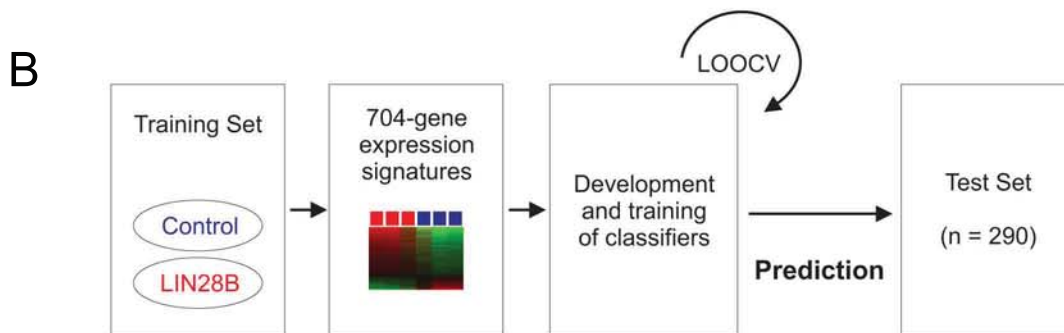 B
Training Set
Control
LIN28B
704-gene
expression
signatures
Development
and training
of classifiers
LOOCV
Prediction
Test Set
(n = 290)